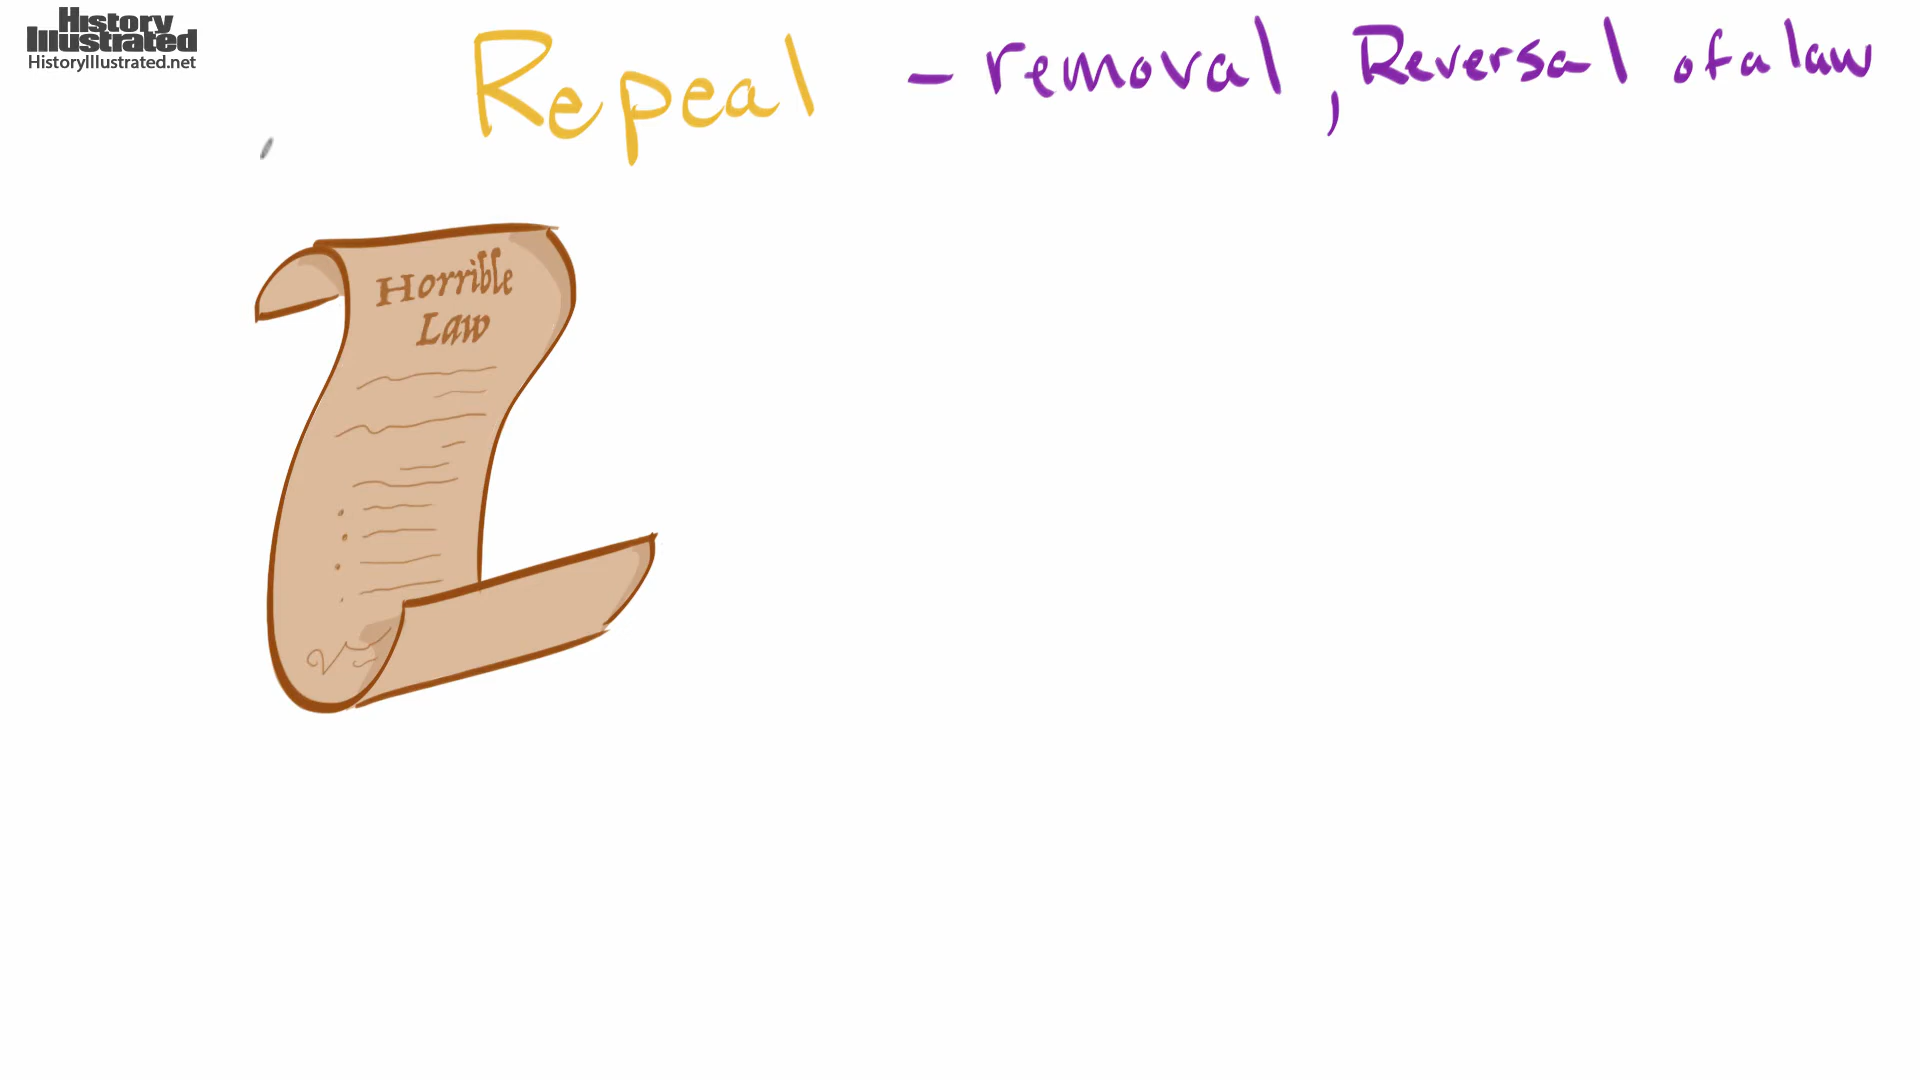 History
Illustrated
HistoryIllustrated.net
Repeal - removal, Reversal of a law
Horrible
Law